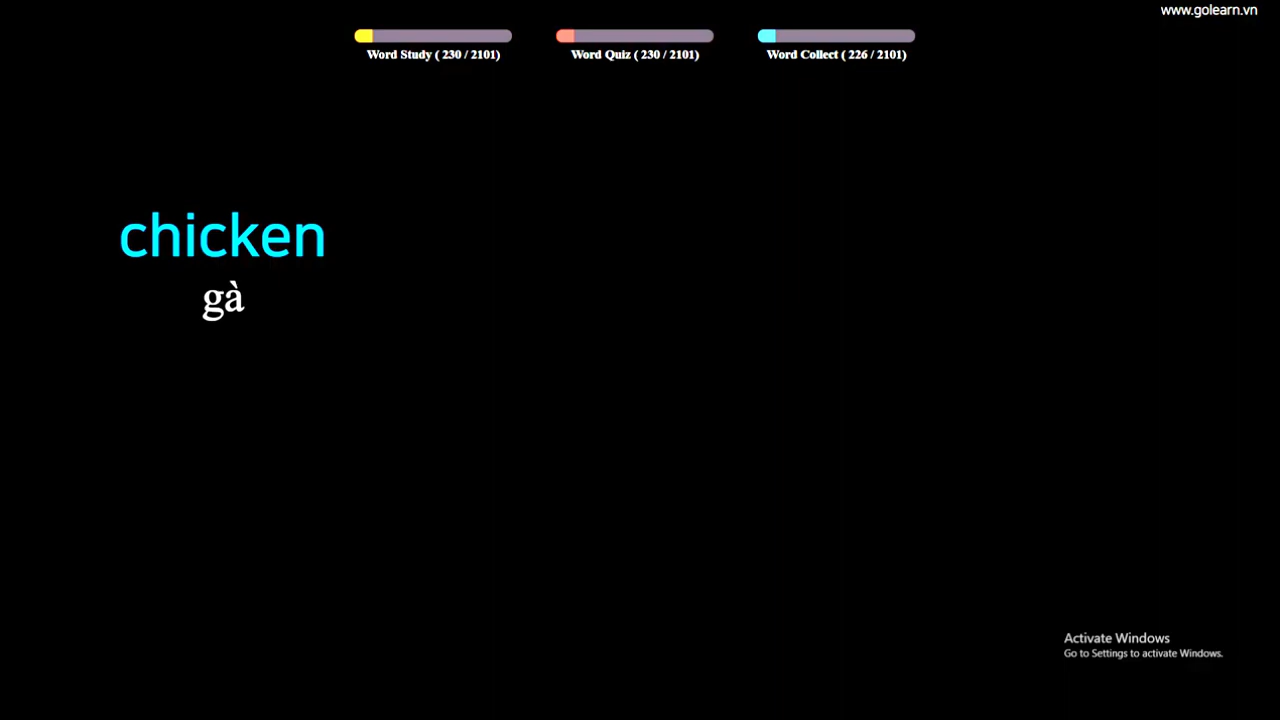 www.golearn.vn
Word Study ( 230 / 2101)
Word Quiz ( 230 / 2101)
Word Collect ( 226 / 2101)
chicken
gà
Activate Windows
Go to Settings to activate Windows.